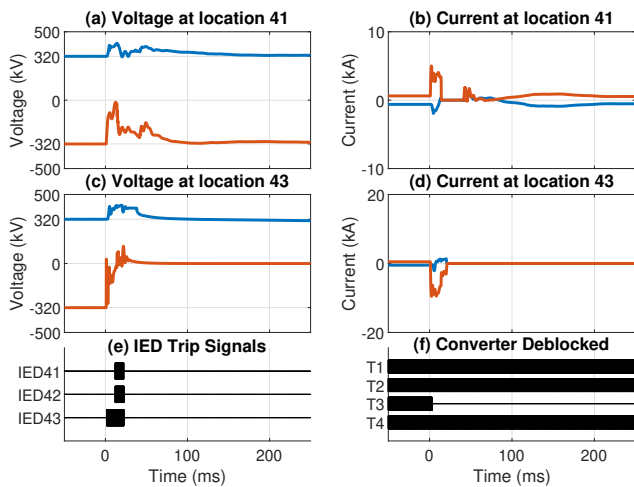 (a) Voltage at location 41
(b) Current at location 41
500
320
0
-320
-500
Voltage (kV)
10
0
-10
Current (kA)
(c) Voltage at location 43
(d) Current at location 43
500
320
0
-320
-500
Voltage (kV)
20
0
-20
Current (kA)
(e) IED Trip Signals
(f) Converter Deblocked
IED41
IED42
IED43
T1
T2
T3
T4
0 100 200
0 100 200
Time (ms)
Time (ms)